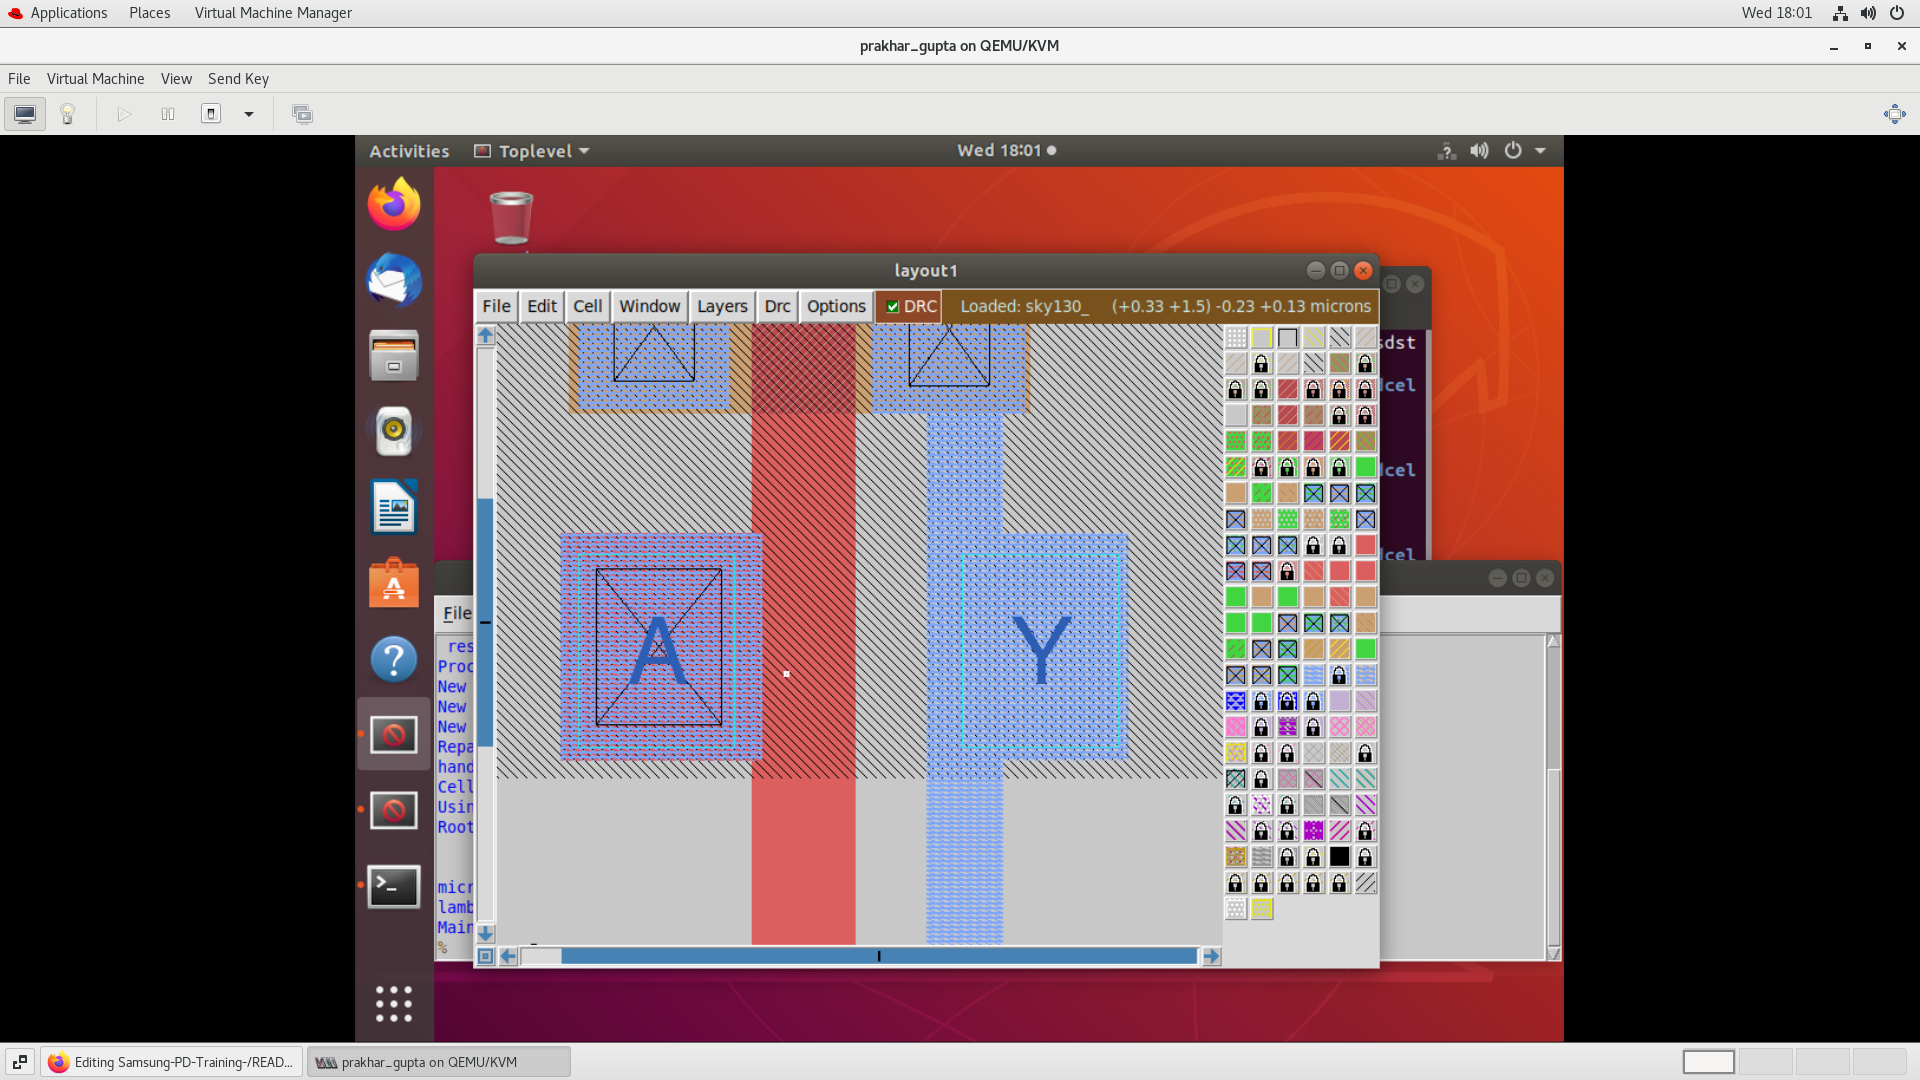 Applications Places Virtual Machine Manager Wed 18:01
prakhar_gupta on QEMU/KVM
File Virtual Machine View Send Key
Activities Toplevel Wed 18:01
layout1
File Edit Cell Window Layers Drc Options DRC Loaded: sky130_ (+0.33 +1.5) -0.23 +0.13 microns
sdst
cel
cel
cel
File
A Y
res
Proc
New
New
New
Repa
hand
Cell
Usin
Root
micr
lamb
Main
%
Editing Samsung-PD-Training-/READ... prakhar_gupta on QEMU/KVM